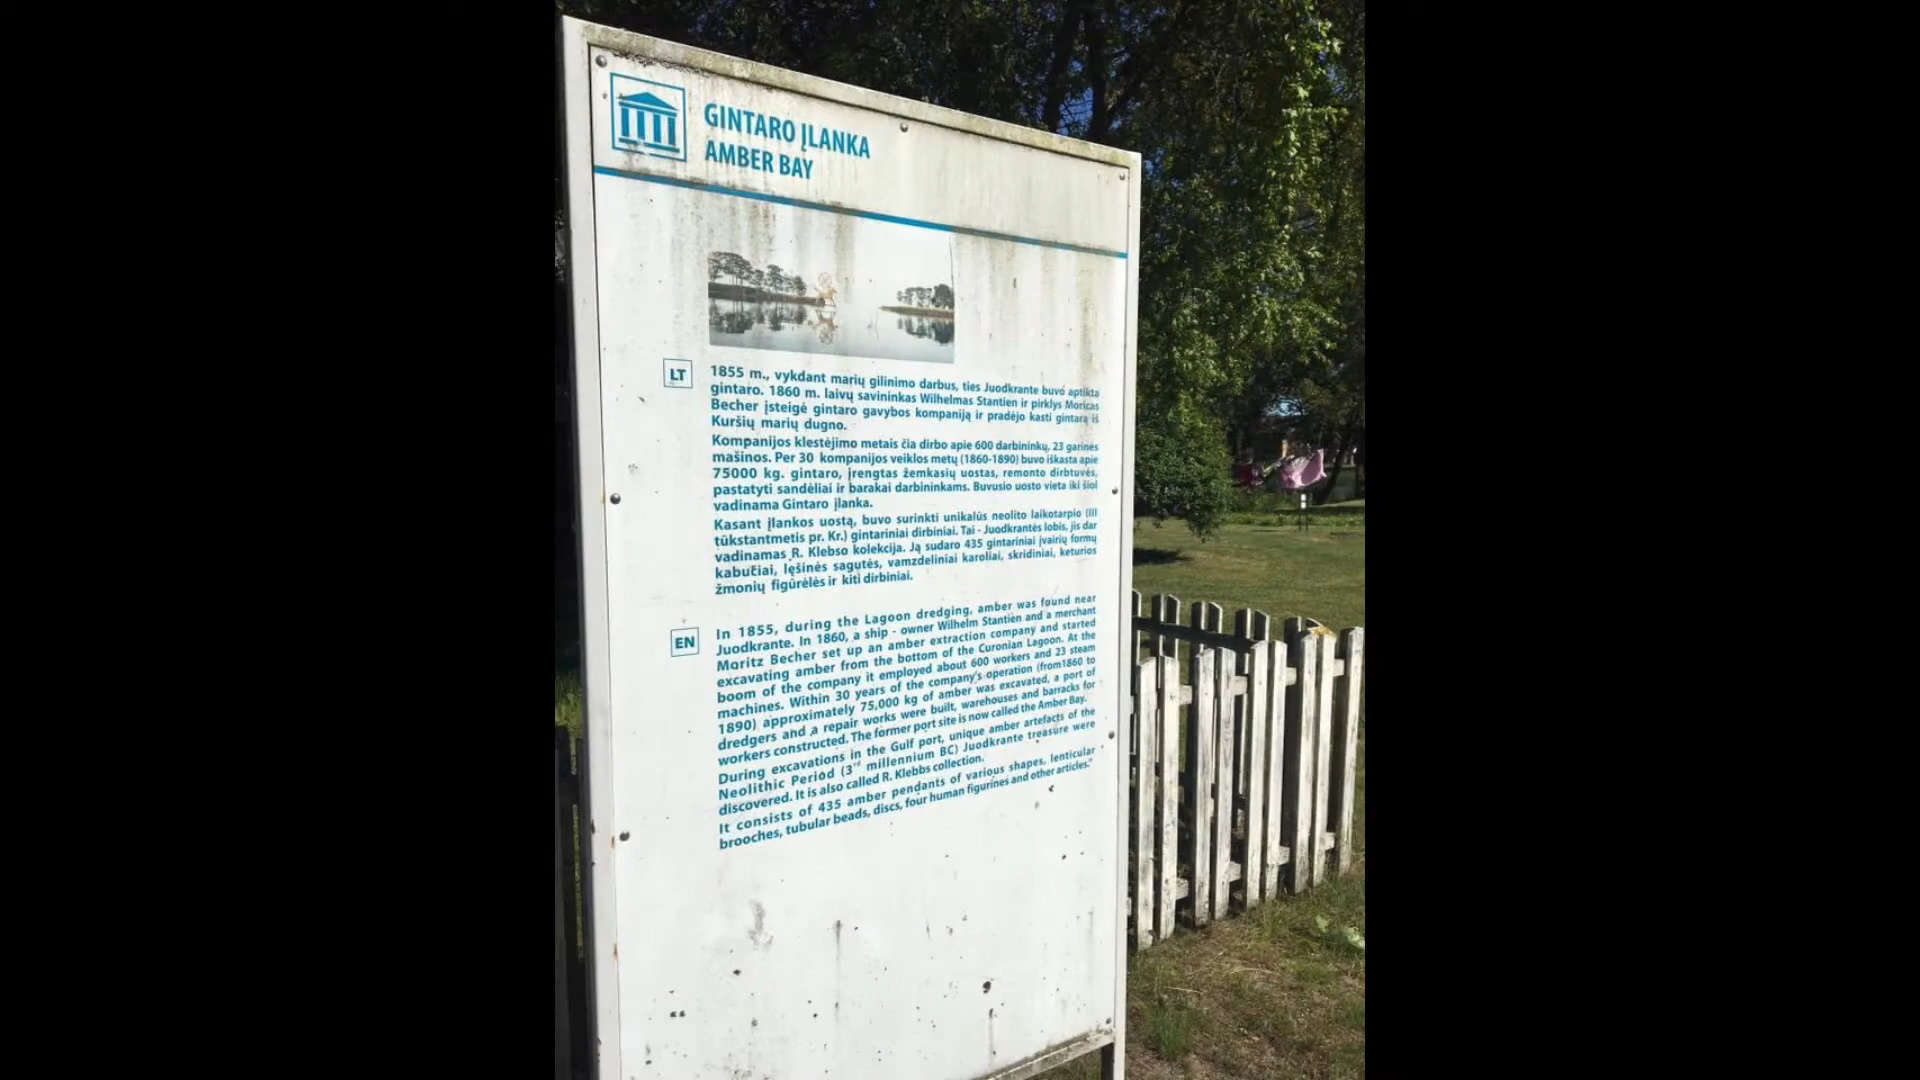 GINTARO ĮLANKA
AMBER BAY
LT
1855 m., vykdant marių gilinimo darbus, ties Juodkrante buvo aptikta
gintaro. 1860 m. laivų savininkas Wilhelmas Stantien ir pirklys Moricas
Becher įsteigė gintaro gavybos kompaniją ir pradėjo kasti gintarą iš
Kuršių marių dugno.
Kompanijos klestėjimo metais čia dirbo apie 600 darbininkų, 23 garinės
mašinos. Per 30 kompanijos veiklos metų (1860-1890) buvo iškasta apie
75000 kg. gintaro, įrengtas žemkasių uostas, remonto dirbtuvės,
pastatyti sandėliai ir barakai darbininkams. Buvusio uosto vieta iki šiol
vadinama Gintaro įlanka.
Kasant įlankos uostą, buvo surinkti unikalūs neolito laikotarpio (III
tūkstantmetis pr. Kr.) gintariniai dirbiniai. Tai - Juodkrantės lobis, jis dar
vadinamas R. Klebso kolekcija. Ją sudaro 435 gintariniai įvairių formų
kabučiai, lęšinės sagutės, vamzdeliniai karoliai, skridiniai, keturios
žmonių figūrėlės ir kiti dirbiniai.
EN
In 1855, during the Lagoon dredging, amber was found near
Juodkrante. In 1860, a ship - owner Wilhelm Stantien and a merchant
Moritz Becher set up an amber extraction company and started
excavating amber from the bottom of the Curonian Lagoon. At the
boom of the company it employed about 600 workers and 23 steam
machines. Within 30 years of the company's operation (from1860 to
1890) approximately 75,000 kg of amber was excavated, a port of
dredgers and a repair works were built, warehouses and barracks for
workers constructed. The former port site is now called the Amber Bay.
During excavations in the Gulf port, unique amber artefacts of the
Neolithic Period (3rd millennium BC) Juodkrante treasure were
discovered. It is also called R. Klebbs collection.
It consists of 435 amber pendants of various shapes, lenticular
brooches, tubular beads, discs, four human figurines and other articles."